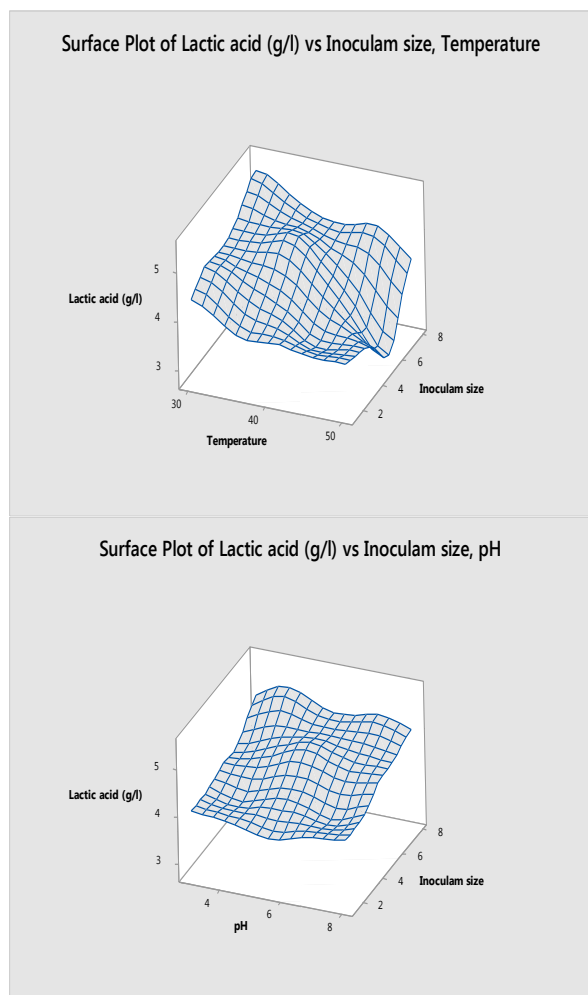 Surface Plot of Lactic acid (g/l) vs Inoculam size, Temperature
5
Lactic acid (g/l)
4
3
30
40
50
Temperature
2
4
6
8
Inoculam size
Surface Plot of Lactic acid (g/l) vs Inoculam size, pH
5
Lactic acid (g/l)
4
3
4
6
8
pH
2
4
6
8
Inoculam size